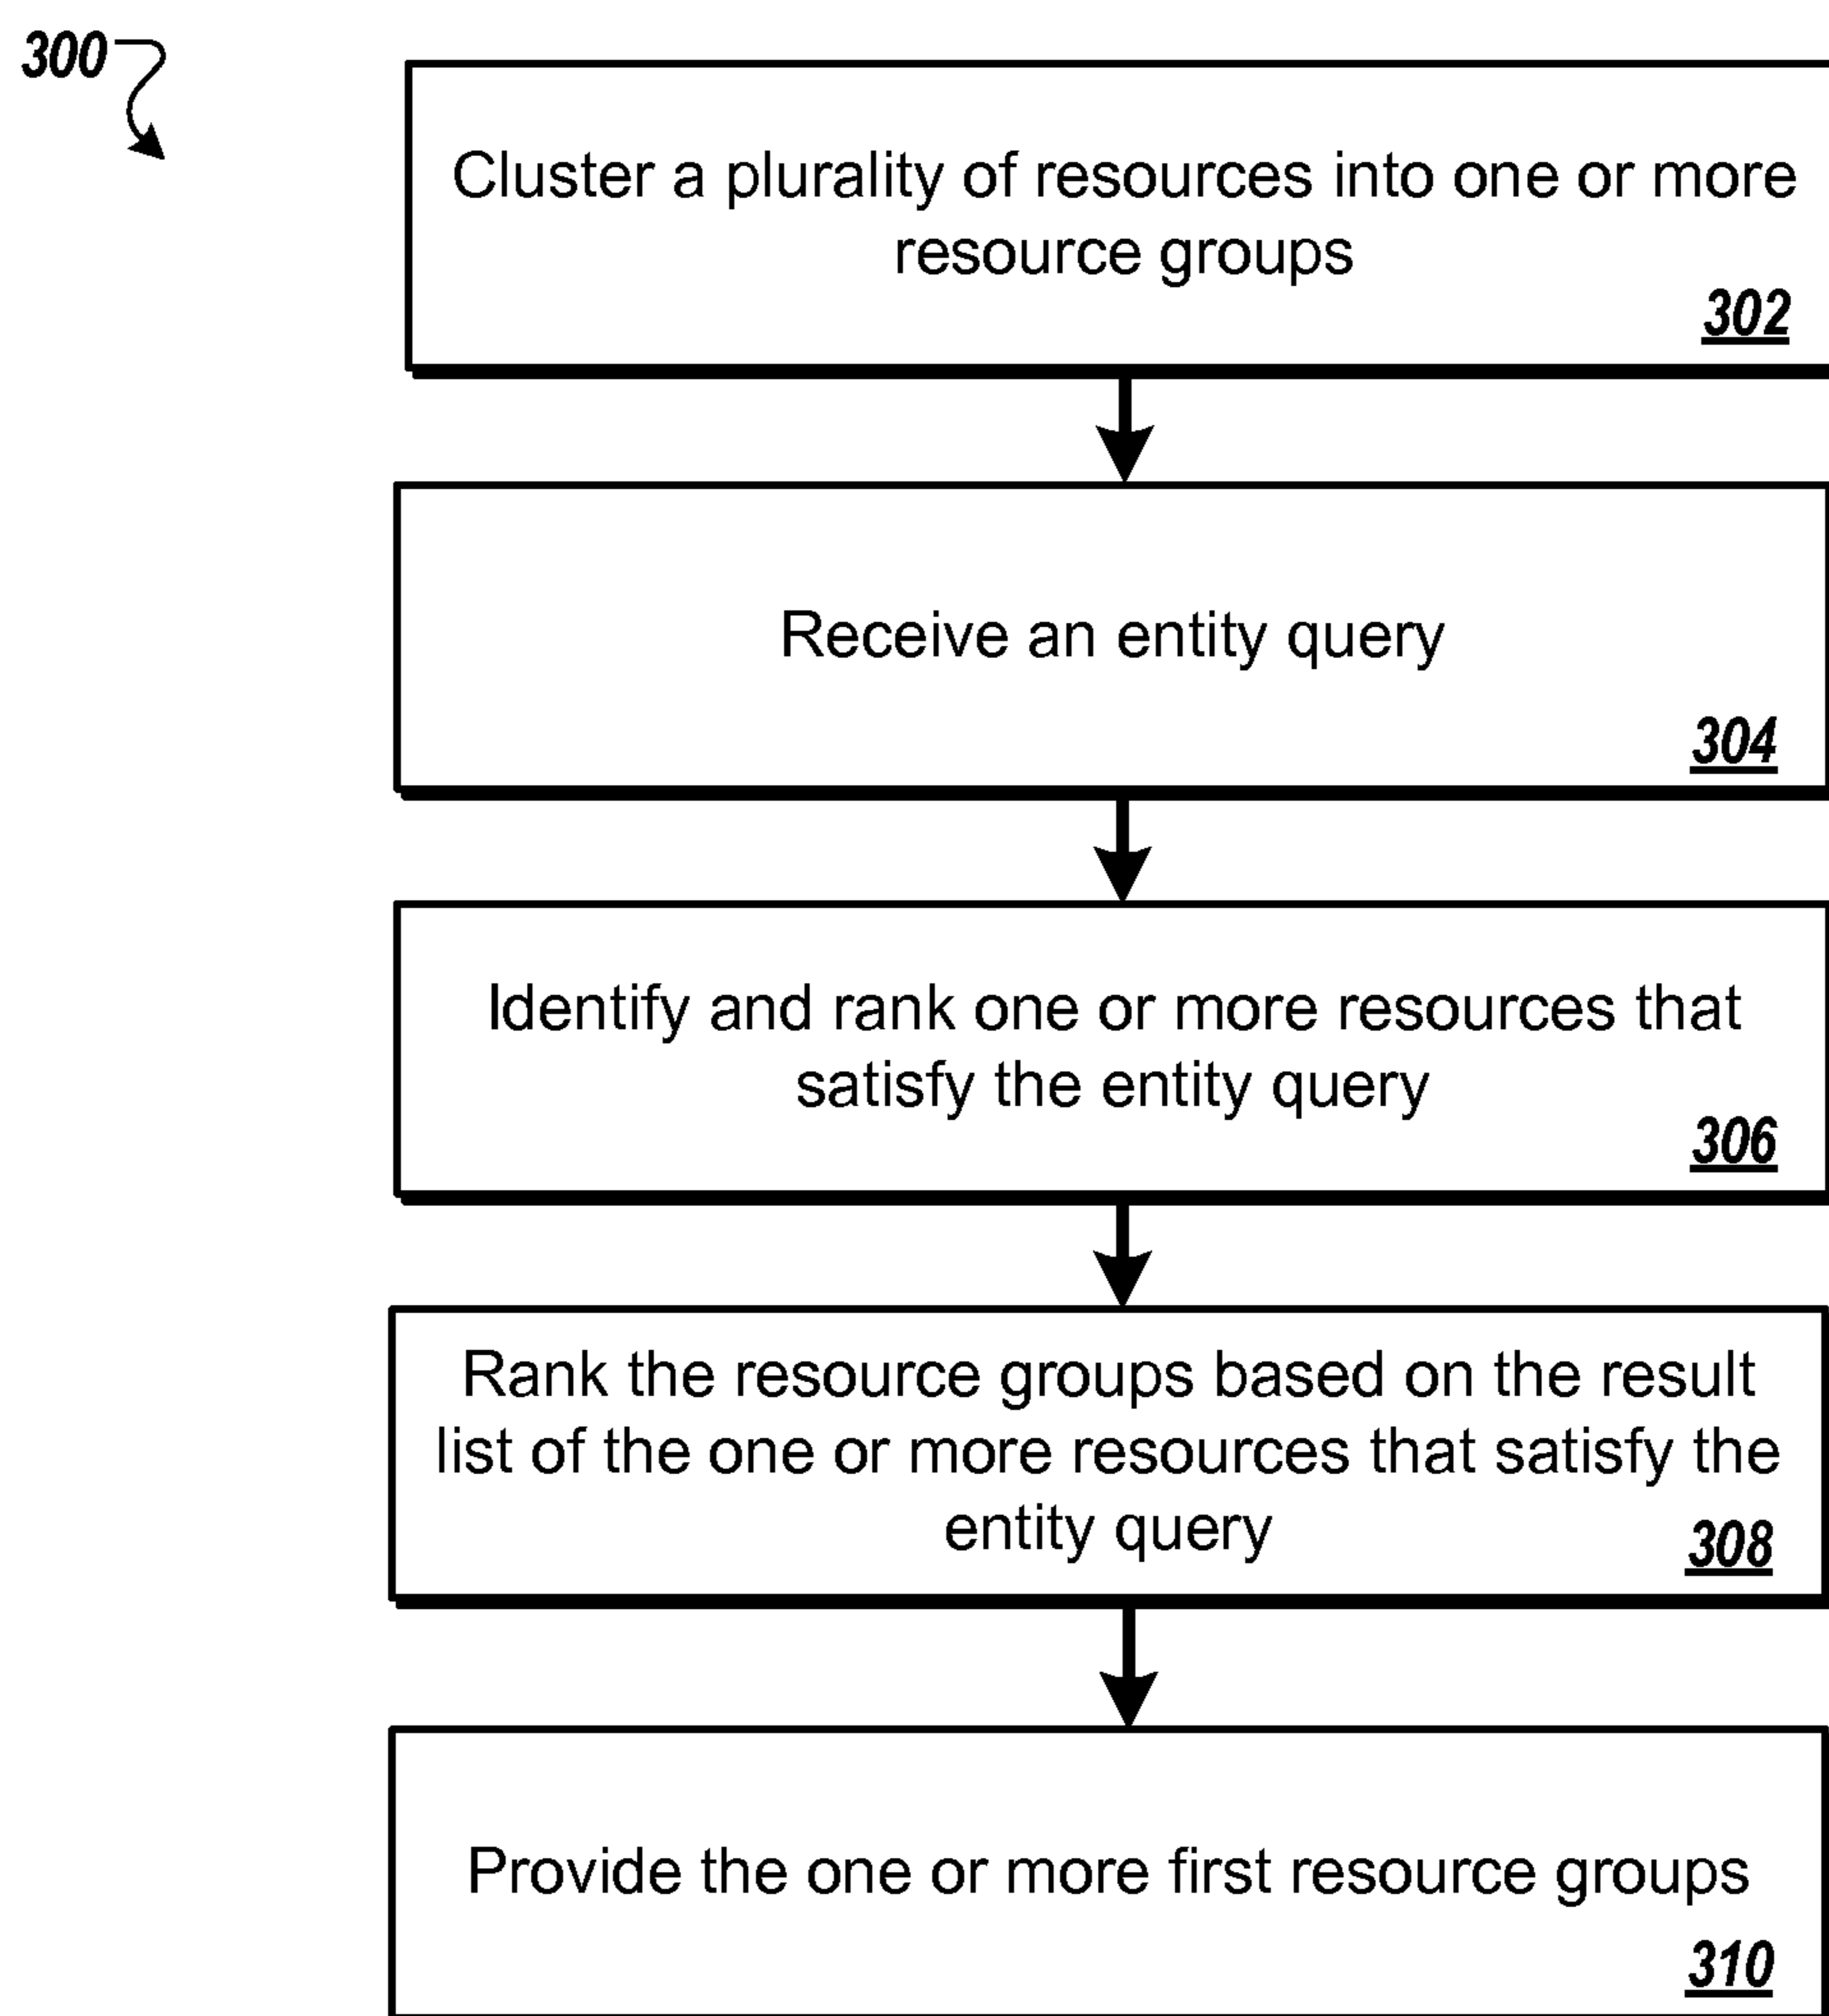 300
Cluster a plurality of resources into one or more
resource groups
302
Receive an entity query
304
Identify and rank one or more resources that
satisfy the entity query
306
Rank the resource groups based on the result
list of the one or more resources that satisfy the
entity query
308
Provide the one or more first resource groups
310